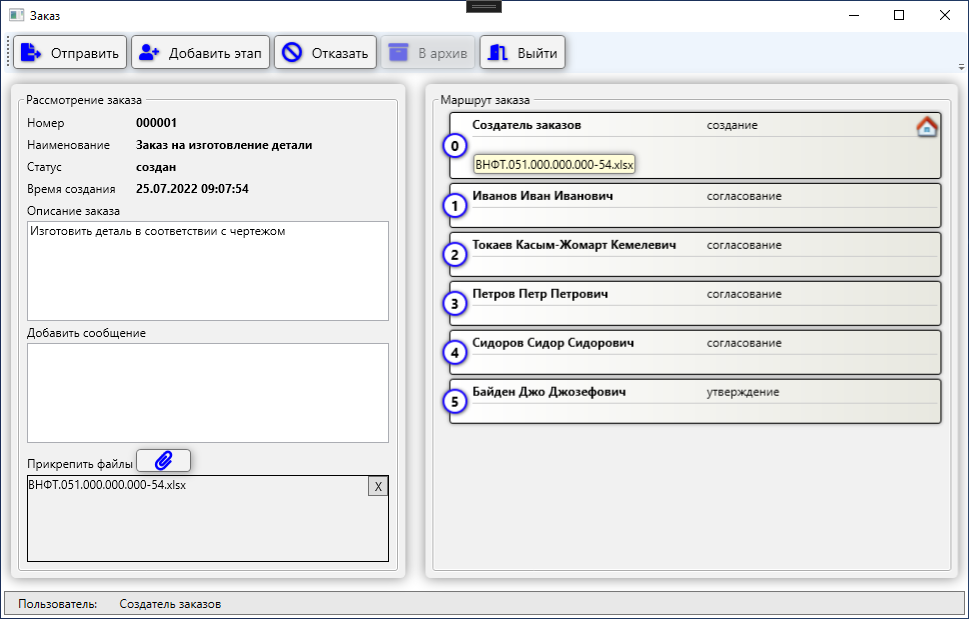 Заказ
Отправить Добавить этап Отказать В архив Выйти
Рассмотрение заказа
Номер 000001
Наименование Заказ на изготовление детали
Статус создан
Время создания 25.07.2022 09:07:54
Описание заказа
Изготовить деталь в соответствии с чертежом
Добавить сообщение
Прикрепить файлы
ВНФТ.051.000.000.000-54.xlsx X
Маршрут заказа
0 Создатель заказов создание
ВНФТ.051.000.000.000-54.xlsx
1 Иванов Иван Иванович согласование
2 Токаев Касым-Жомарт Кемелевич согласование
3 Петров Петр Петрович согласование
4 Сидоров Сидор Сидорович согласование
5 Байден Джо Джозефович утверждение
Пользователь: Создатель заказов